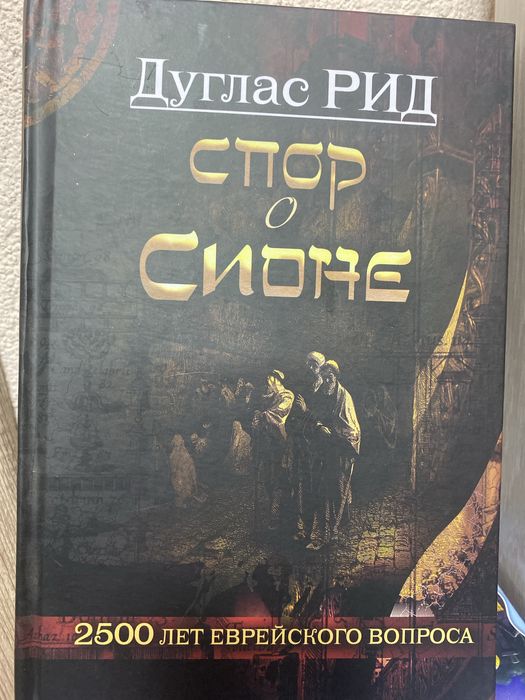 Дуглас РИД
СПОР
О
СИОНЕ
2500 ЛЕТ ЕВРЕЙСКОГО ВОПРОСА